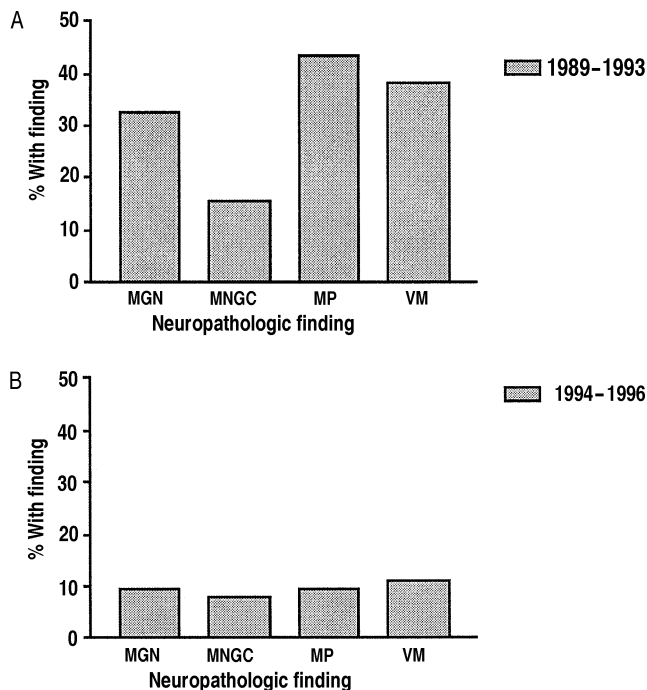 A
50
40
30
20
10
0
% With finding
MGN MNGC MP VM
Neuropathologic finding
1989–1993
B
50
40
30
20
10
0
% With finding
MGN MNGC MP VM
Neuropathologic finding
1994–1996